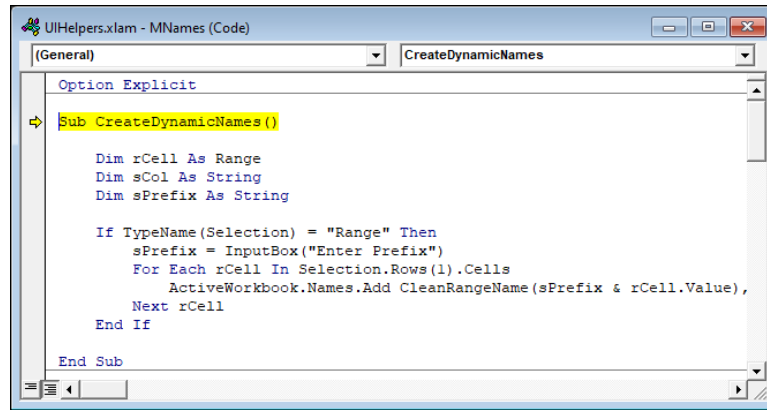 UIHelpers.xlam - MNames (Code)
(General) CreateDynamicNames
Option Explicit
Sub CreateDynamicNames()
Dim rCell As Range
Dim sCol As String
Dim sPrefix As String
If TypeName(Selection) = "Range" Then
sPrefix = InputBox("Enter Prefix")
For Each rCell In Selection.Rows(1).Cells
ActiveWorkbook.Names.Add CleanRangeName(sPrefix & rCell.Value),
Next rCell
End If
End Sub